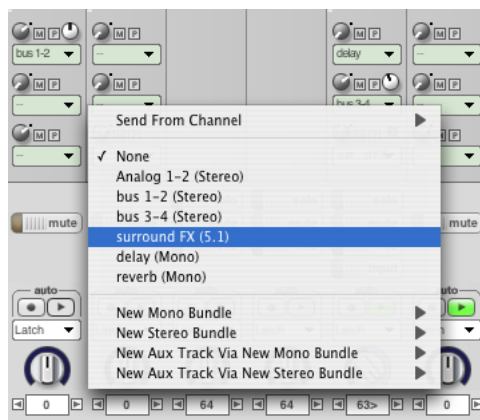 M P M P M P M P
bus 1-2 -- delay --
M P M P M P M P
-- -- bus 3-4 --
M P M P
-- --
Send From Channel
✓ None
Analog 1-2 (Stereo)
bus 1-2 (Stereo)
bus 3-4 (Stereo)
surround FX (5.1)
delay (Mono)
reverb (Mono)
New Mono Bundle
New Stereo Bundle
New Aux Track Via New Mono Bundle
New Aux Track Via New Stereo Bundle
mute mute
auto
Latch
0 0 64 64 63> 0